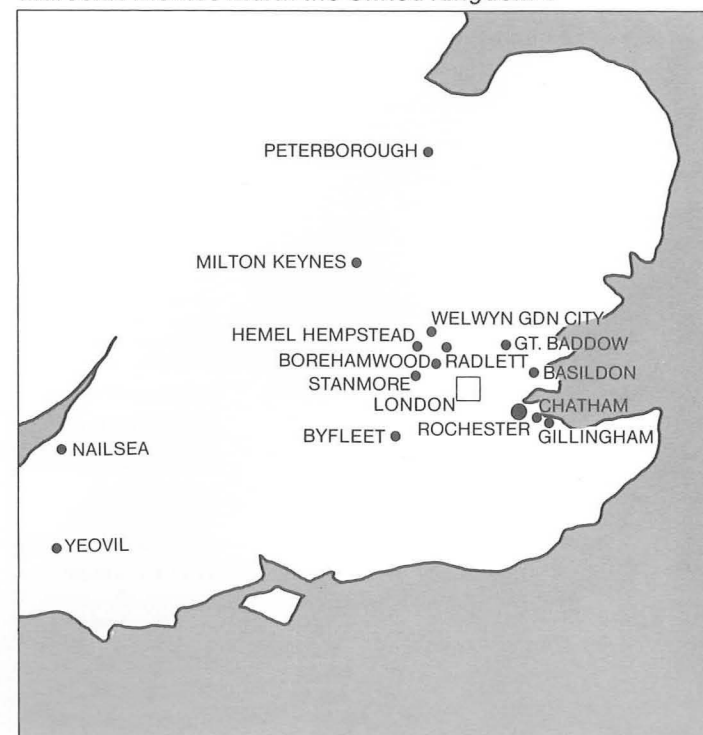 PETERBOROUGH
MILTON KEYNES
WELWYN GDN CITY
HEMEL HEMPSTEAD
GT. BADDOW
BOREHAMWOOD
RADLETT
BASILDON
STANMORE
LONDON
CHATHAM
ROCHESTER
BYFLEET
GILLINGHAM
NAILSEA
YEOVIL